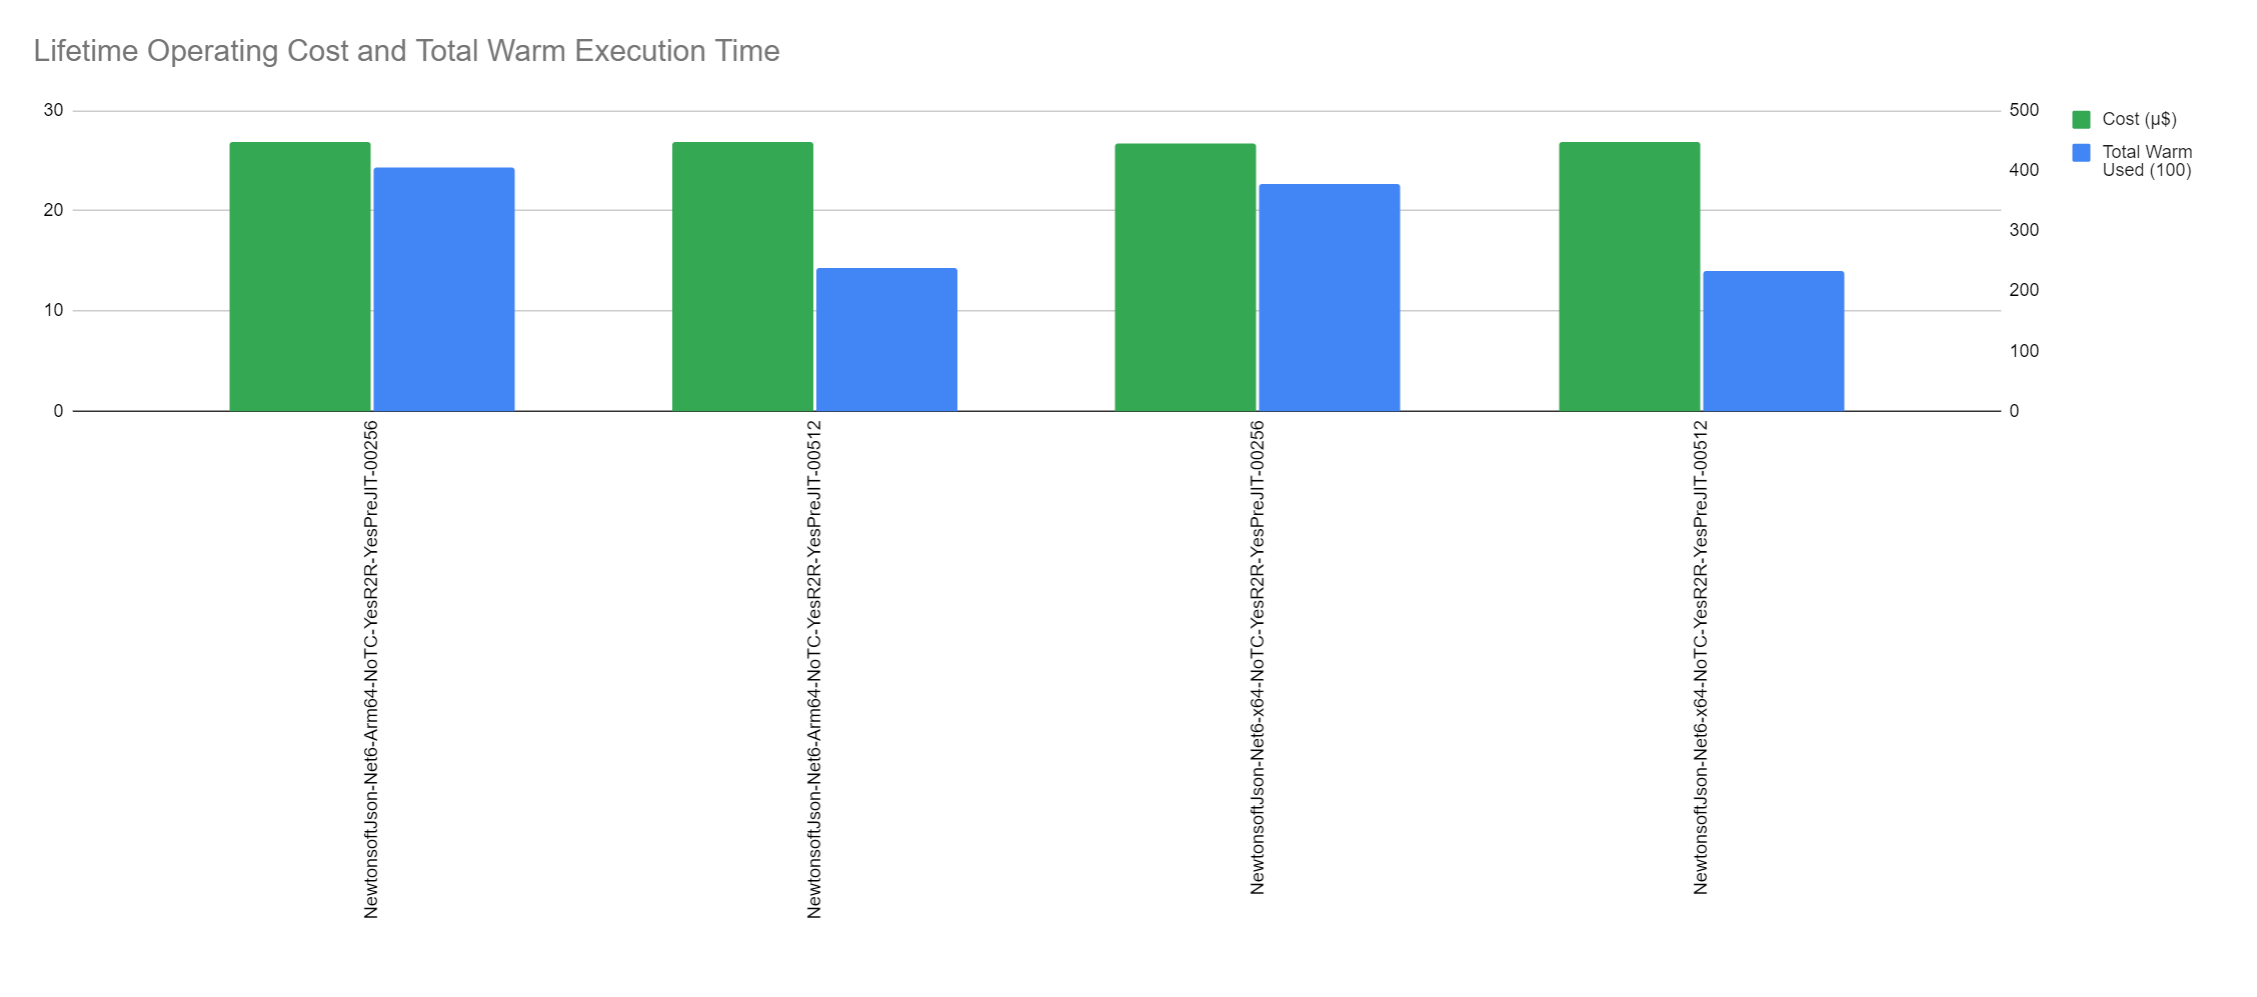 Lifetime Operating Cost and Total Warm Execution Time
30
20
10
0
500
400
300
200
100
0
Cost (µ$)
Total Warm
Used (100)
NewtonsoftJson-Net6-Arm64-NoTC-YesR2R-YesPreJIT-00256
NewtonsoftJson-Net6-Arm64-NoTC-YesR2R-YesPreJIT-00512
NewtonsoftJson-Net6-x64-NoTC-YesR2R-YesPreJIT-00256
NewtonsoftJson-Net6-x64-NoTC-YesR2R-YesPreJIT-00512